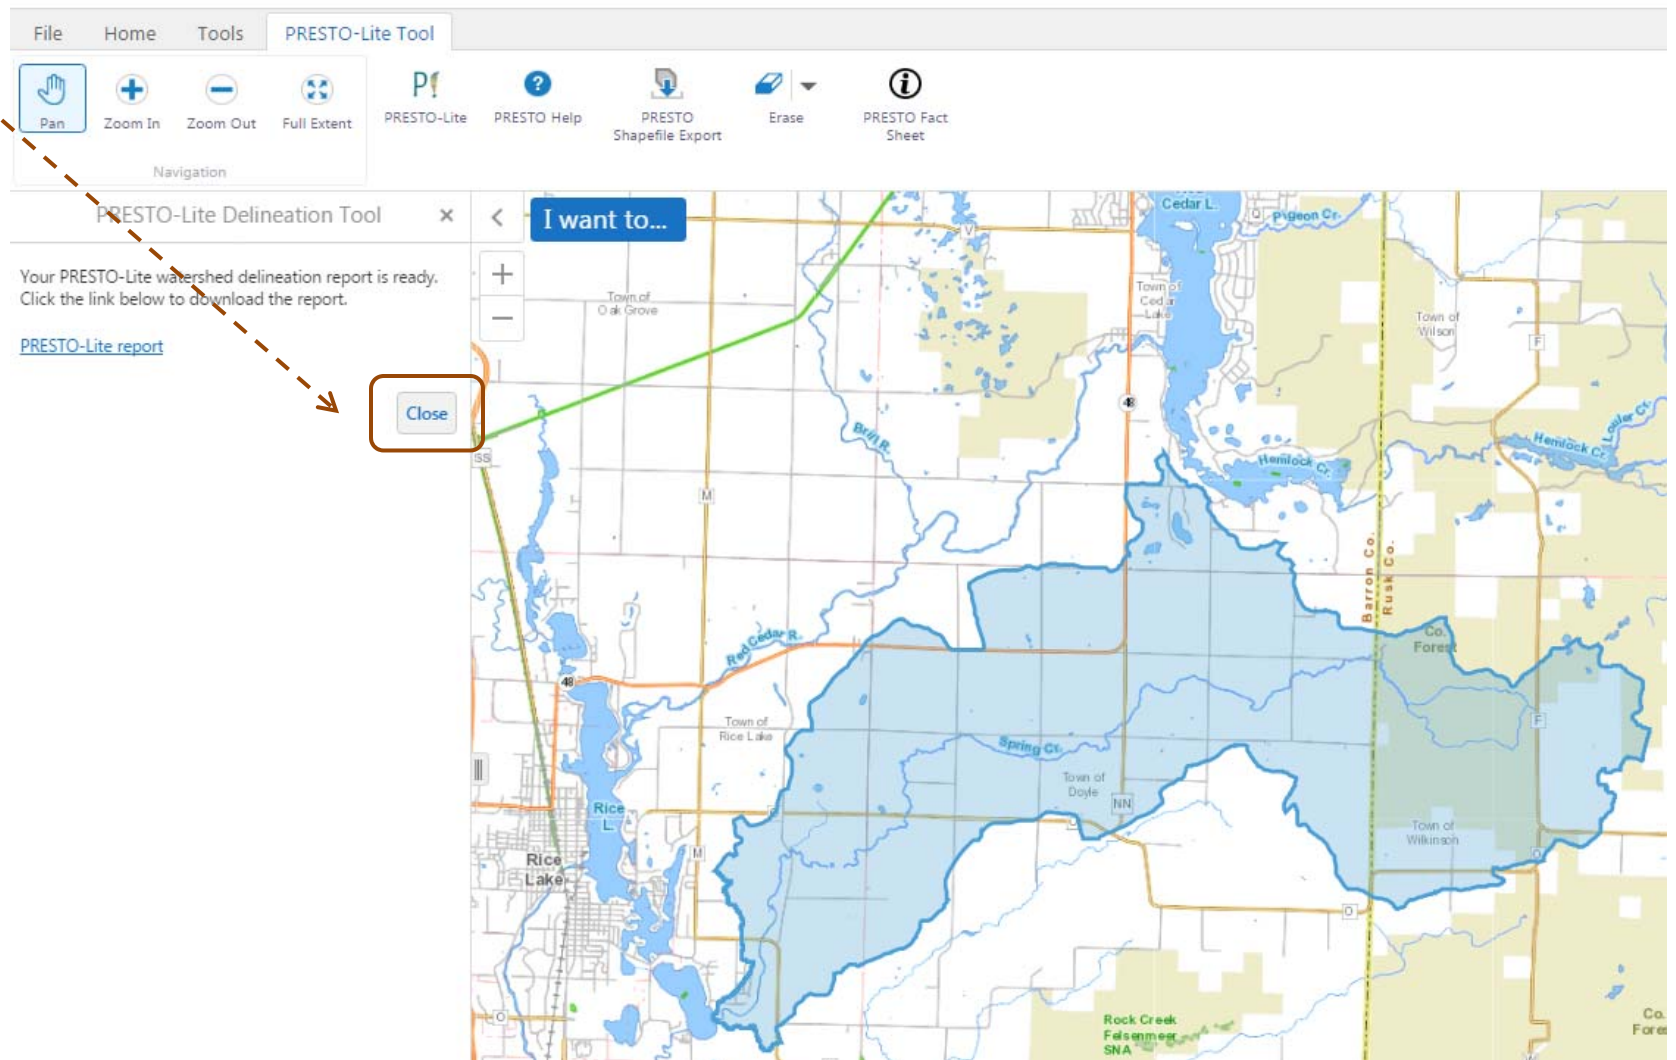 File Home Tools PRESTO-Lite Tool
Pan Zoom In Zoom Out Full Extent
Navigation
PRESTO-Lite
PRESTO Help
PRESTO
Shapefile Export
Erase
PRESTO Fact
Sheet
PRESTO-Lite Delineation Tool
I want to...
Your PRESTO-Lite watershed delineation report is ready.
Click the link below to download the report.
PRESTO-Lite report
Close
Cedar L.
Q
Pigeon Cr.
V
Town of
Oak Grove
Town of
Cedar
Lake
Town of
Wilson
F
48
Brill R.
SS
M
Hemlock Cr.
Hemlock Cr.
Barron Co.
Rusk Co.
Red Cedar R.
Co.
Forest
48
Town of
Rice Lake
F
Spring Cr.
Town of
Doyle
NN
Rice
L.
Town of
Wilkinson
M
Rice
Lake
O
O
Rock Creek
Felsenmeer
SNA
Co.